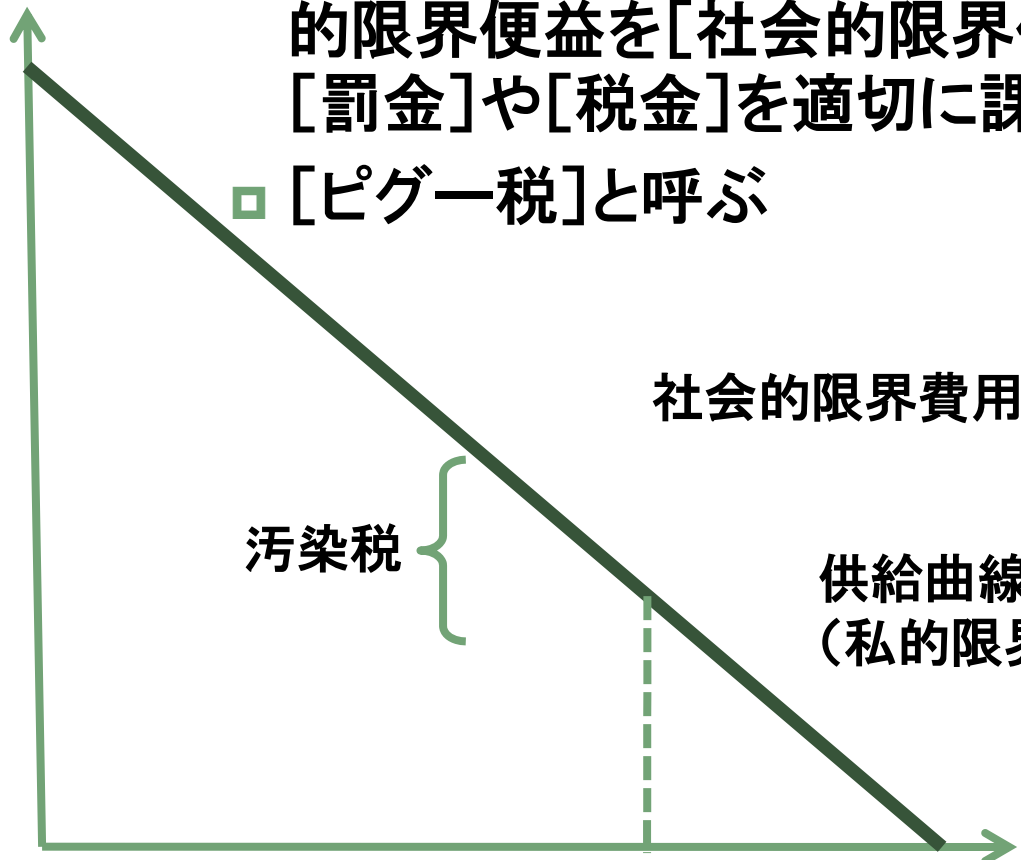 的限界便益を[社会的限界
[罰金]や[税金]を適切に課
[ピグー税]と呼ぶ
社会的限界費用
汚染税
供給曲線
(私的限界